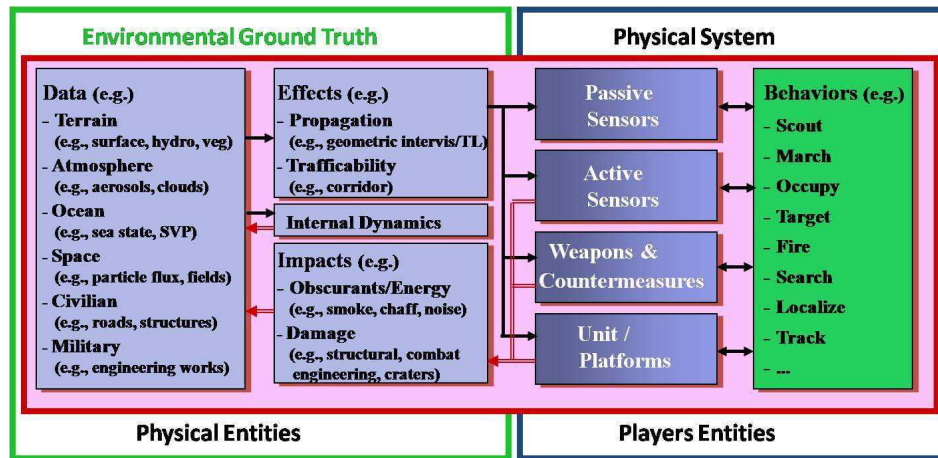 Environmental Ground Truth
Physical System
Data (e.g.)
- Terrain
(e.g., surface, hydro, veg)
- Atmosphere
(e.g., aerosols, clouds)
- Ocean
(e.g., sea state, SVP)
- Space
(e.g., particle flux, fields)
- Civilian
(e.g., roads, structures)
- Military
(e.g., engineering works)
Effects (e.g.)
- Propagation
(e.g., geometric intervis/TL)
- Trafficability
(e.g., corridor)
Internal Dynamics
Impacts (e.g.)
- Obscurants/Energy
(e.g., smoke, chaff, noise)
- Damage
(e.g., structural, combat
engineering, craters)
Passive
Sensors
Active
Sensors
Weapons &
Countermeasures
Unit /
Platforms
Behaviors (e.g.)
- Scout
- March
- Occupy
- Target
- Fire
- Search
- Localize
- Track
- ...
Physical Entities
Players Entities